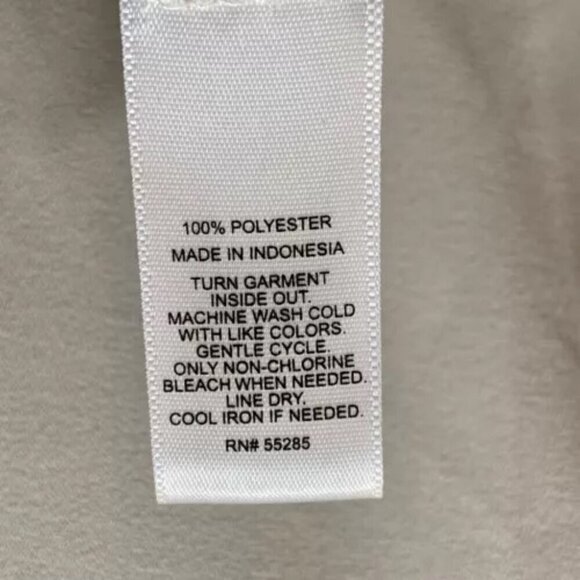 100% POLYESTER
MADE IN INDONESIA
TURN GARMENT
INSIDE OUT.
MACHINE WASH COLD
WITH LIKE COLORS.
GENTLE CYCLE.
ONLY NON-CHLORINE
BLEACH WHEN NEEDED.
LINE DRY.
COOL IRON IF NEEDED.
RN# 55285